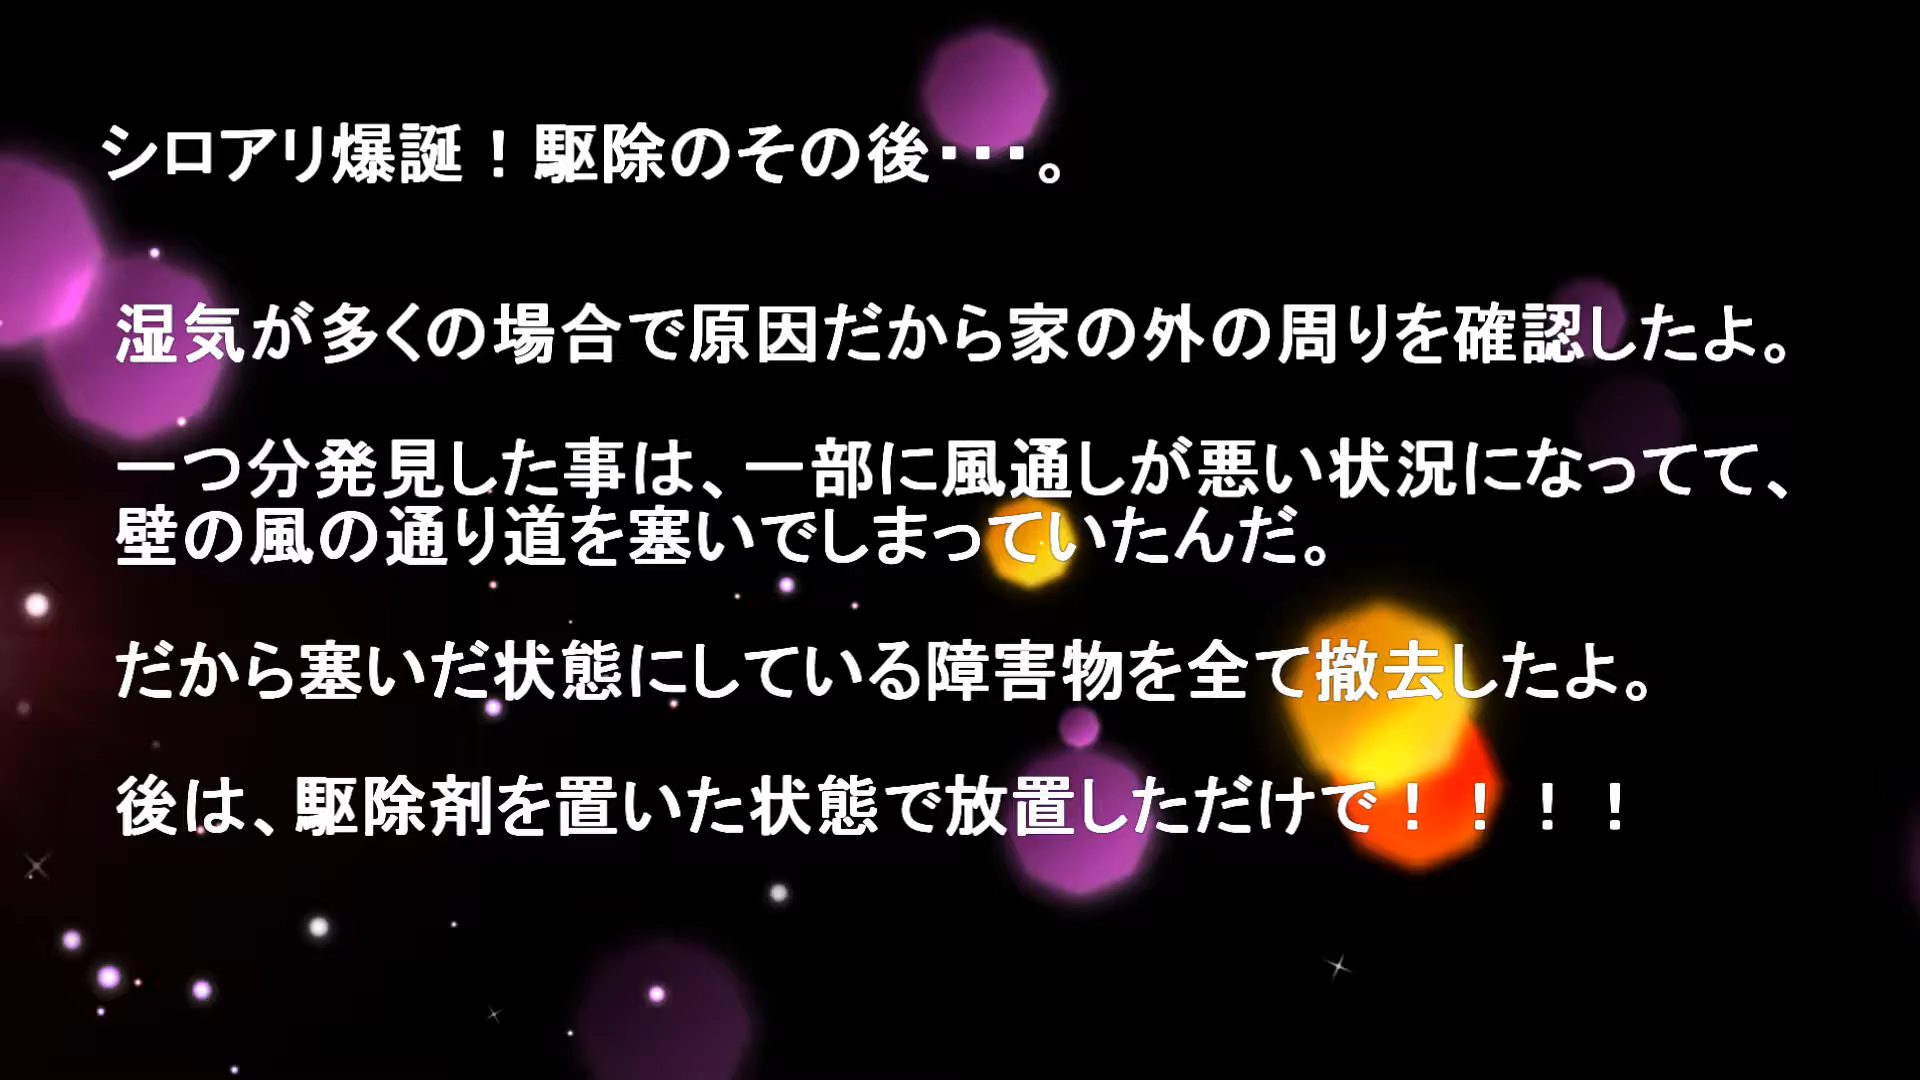 シロアリ爆誕！駆除のその後・・・。
湿気が多くの場合で原因だから家の外の周りを確認したよ。
一つ分発見した事は、一部に風通しが悪い状況になってて、
壁の風の通り道を塞いでしまっていたんだ。
だから塞いだ状態にしている障害物を全て撤去したよ。
後は、駆除剤を置いた状態で放置しただけで！！！！